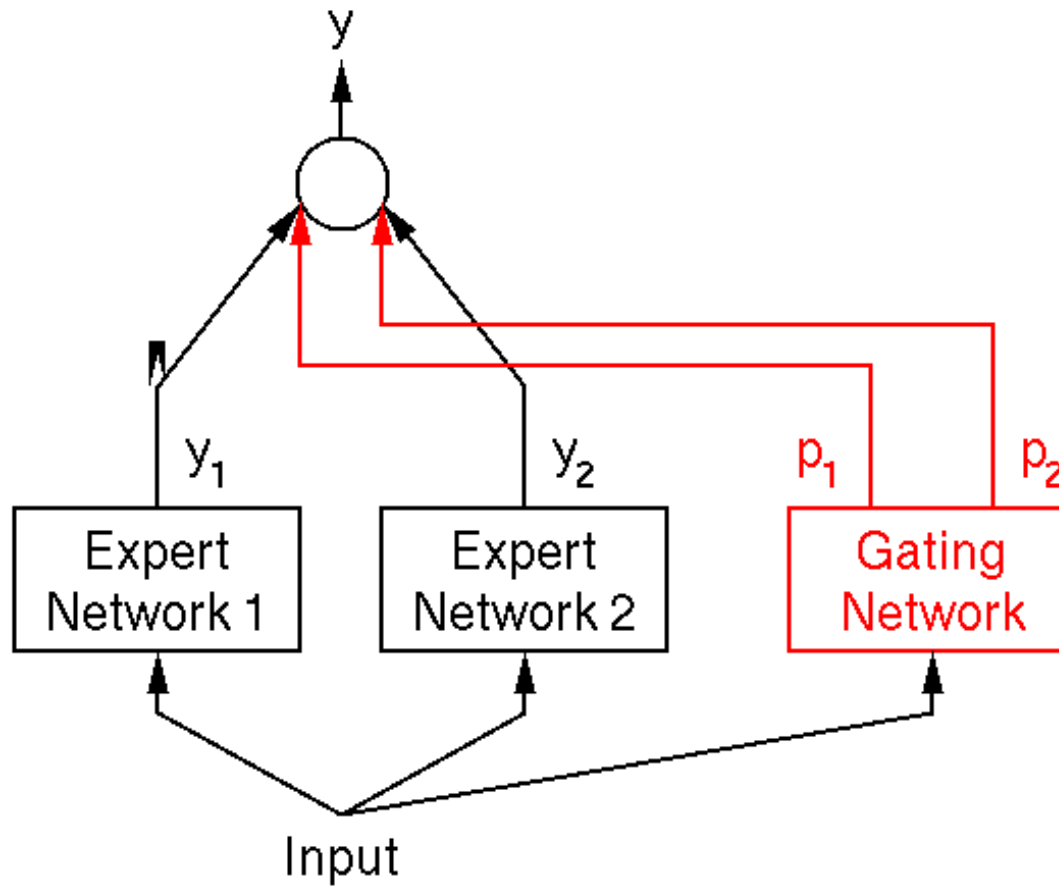 y
y₁
y₂
p₁
p₂
Expert
Network 1
Expert
Network 2
Gating
Network
Input